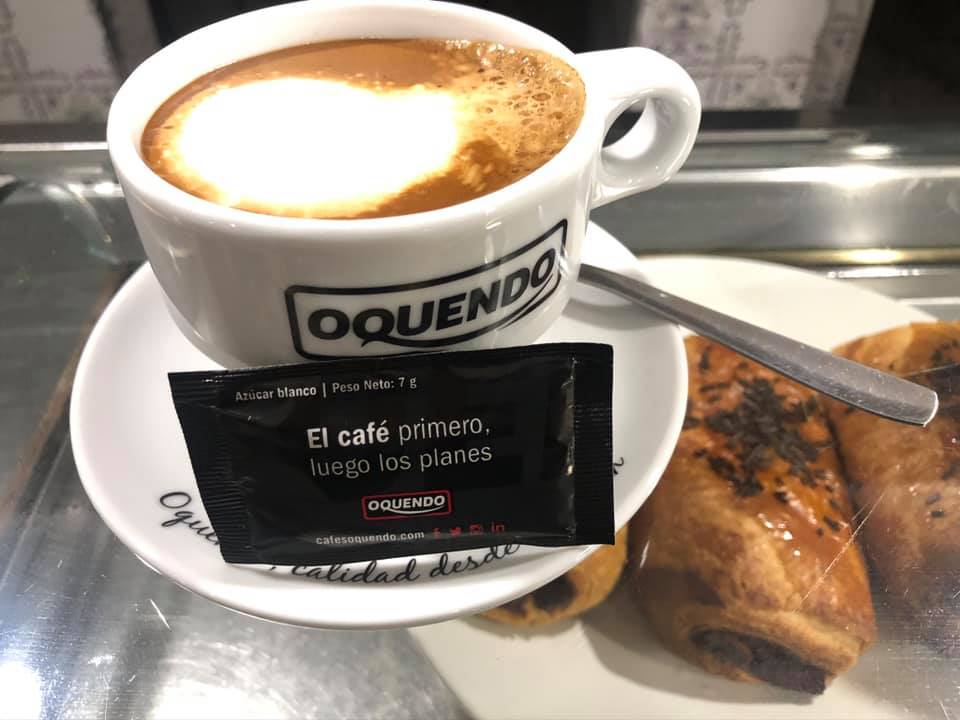 OQUENDO
Azúcar blanco | Peso Neto: 7 g
El café primero,
luego los planes
OQUENDO
cafesoquendo.com
calidad desde